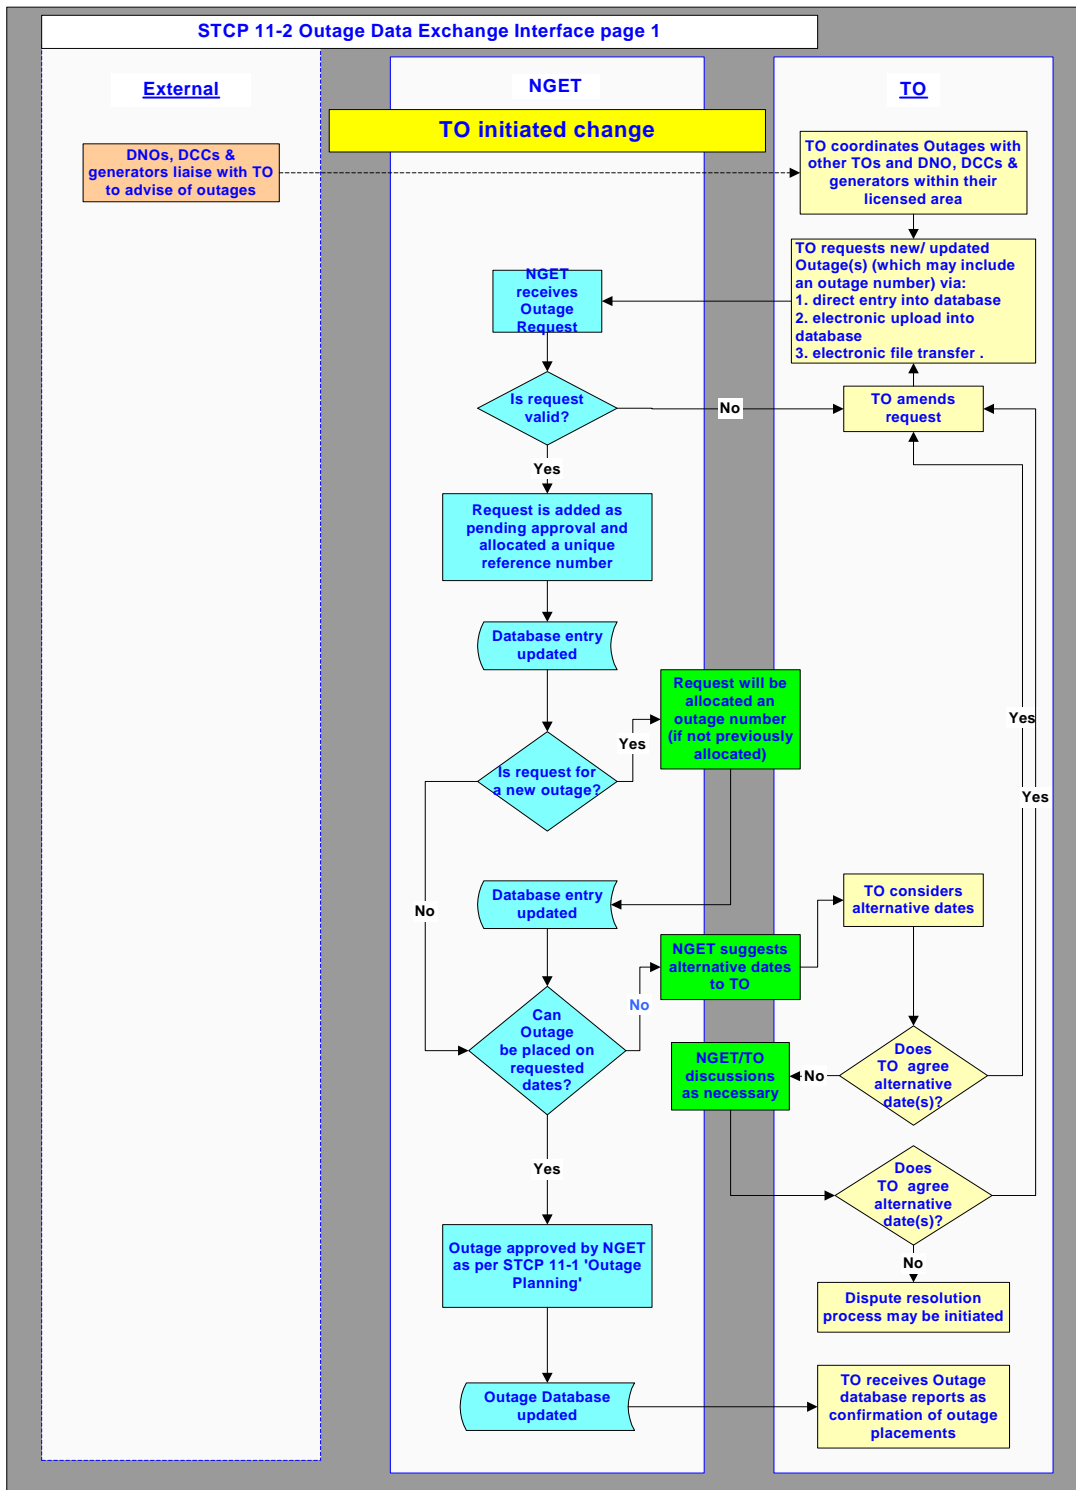 STCP 11-2 Outage Data Exchange Interface page 1
External
NGET
TO
TO initiated change
DNOs, DCCs &
generators liaise with TO
to advise of outages
TO coordinates Outages with
other TOs and DNO, DCCs &
generators within their
licensed area
TO requests new/ updated
Outage(s) (which may include
an outage number) via:
1. direct entry into database
2. electronic upload into
database
3. electronic file transfer .
NGET
receives
Outage
Request
Is request
valid?
No
TO amends
request
Yes
Request is added as
pending approval and
allocated a unique
reference number
Database entry
updated
Request will be
allocated an
outage number
(if not previously
allocated)
Yes
Is request for
a new outage?
Yes
Yes
No
Database entry
updated
TO considers
alternative dates
NGET suggests
alternative dates
to TO
No
Can
Outage
be placed on
requested
dates?
Does
TO agree
alternative
date(s)?
No
NGET/TO
discussions
as necessary
Yes
Does
TO agree
alternative
date(s)?
No
Outage approved by NGET
as per STCP 11-1 'Outage
Planning'
Dispute resolution
process may be initiated
Outage Database
updated
TO receives Outage
database reports as
confirmation of outage
placements